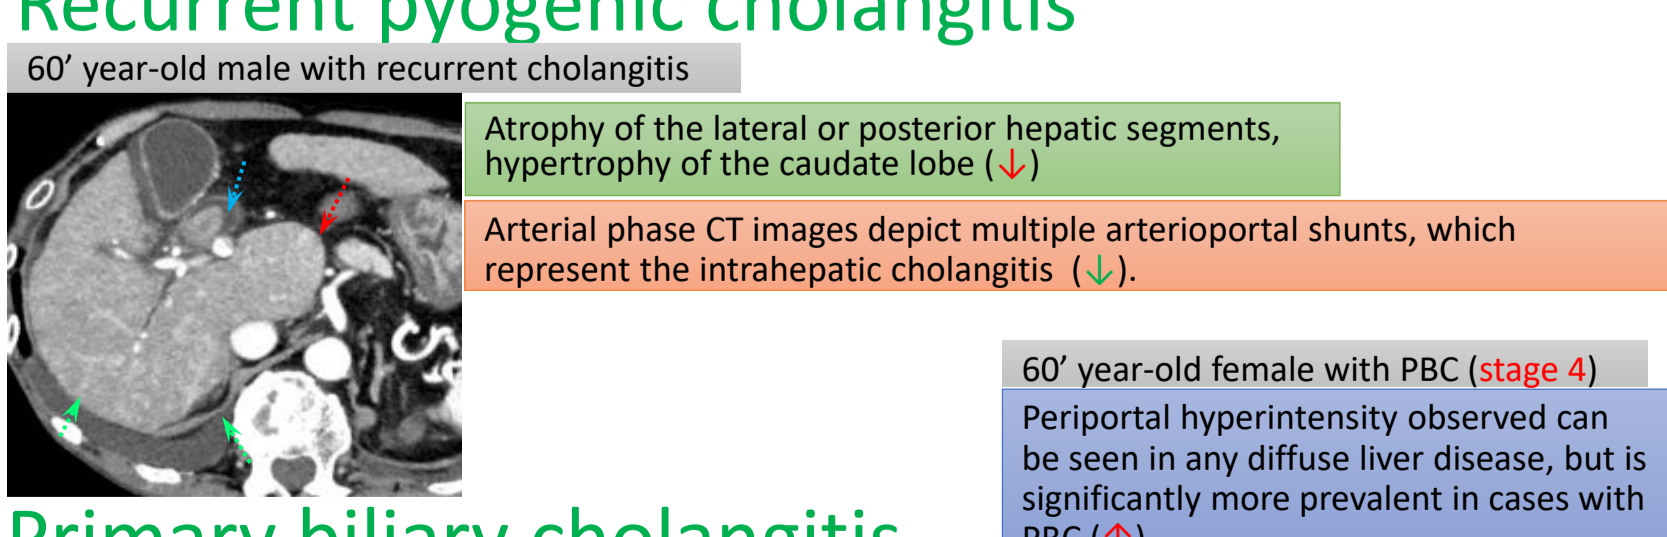 Recurrent pyogenic cholangitis
60’ year-old male with recurrent cholangitis
Atrophy of the lateral or posterior hepatic segments,
hypertrophy of the caudate lobe (↓)
Arterial phase CT images depict multiple arterioportal shunts, which
represent the intrahepatic cholangitis (↓).
60’ year-old female with PBC (stage 4)
Periportal hyperintensity observed can
be seen in any diffuse liver disease, but is
significantly more prevalent in cases with
PBC (↑)
Primary biliary cholangitis